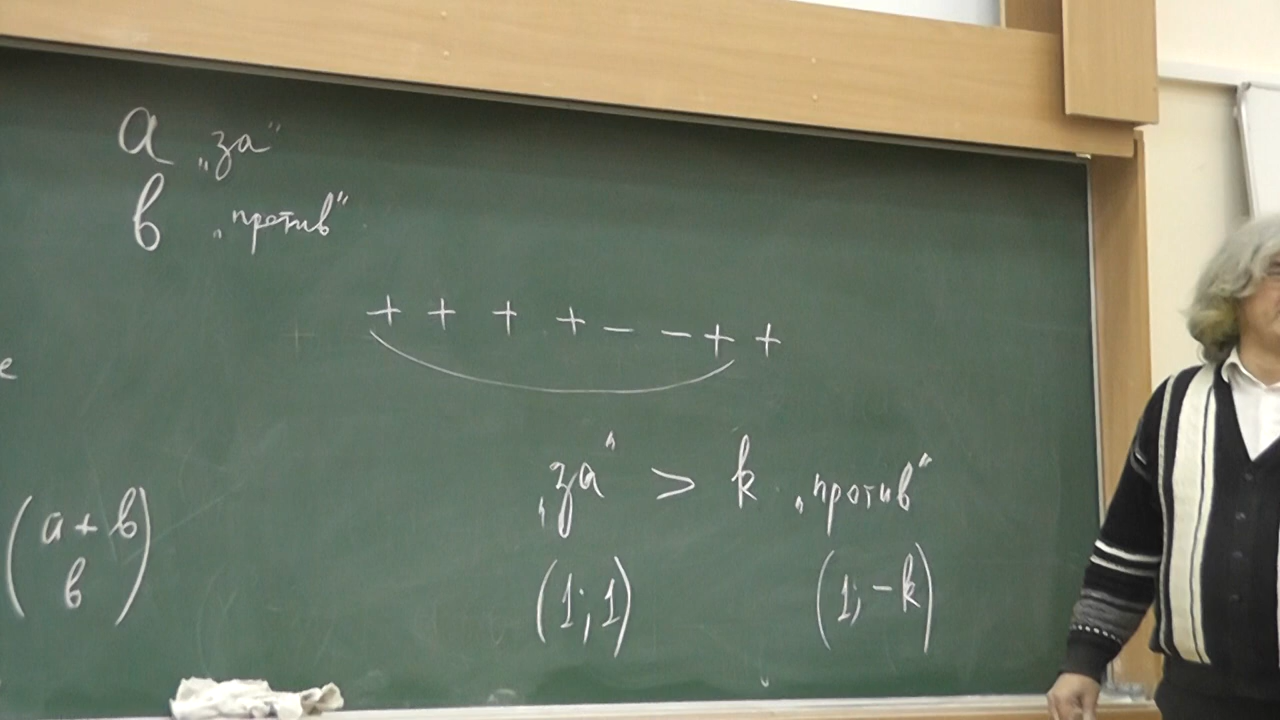 a „за“
b „против“
+ + + + − − + +
е
„за“ > k „против“
(a + b
b)
(1; 1) (1; −k)